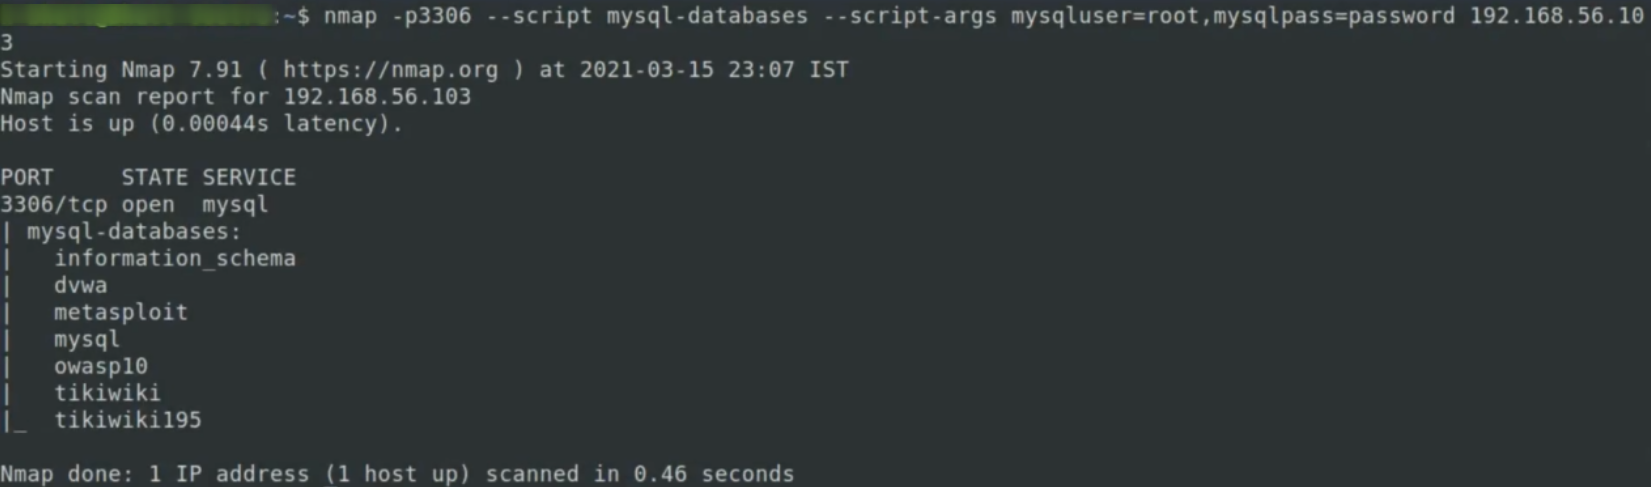 :~$ nmap -p3306 --script mysql-databases --script-args mysqluser=root,mysqlpass=password 192.168.56.10
3
Starting Nmap 7.91 ( https://nmap.org ) at 2021-03-15 23:07 IST
Nmap scan report for 192.168.56.103
Host is up (0.00044s latency).
PORT     STATE SERVICE
3306/tcp open  mysql
| mysql-databases:
|   information_schema
|   dvwa
|   metasploit
|   mysql
|   owasp10
|   tikiwiki
|_  tikiwiki195
Nmap done: 1 IP address (1 host up) scanned in 0.46 seconds